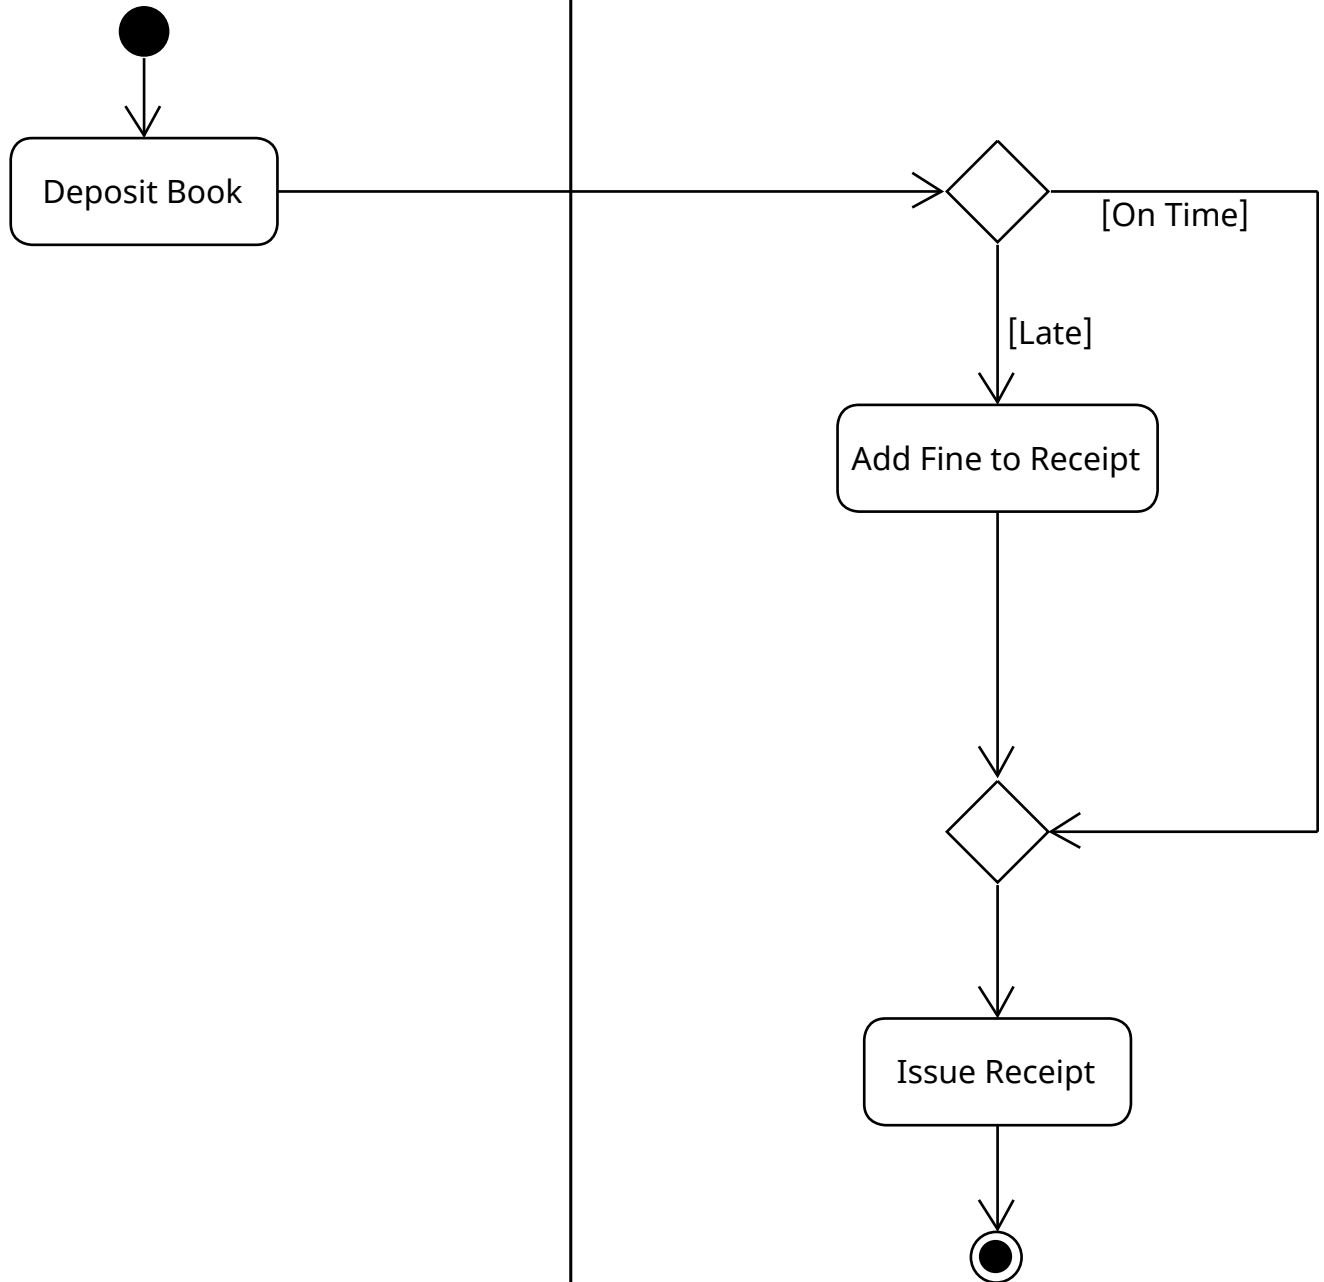 Deposit Book
[On Time]
[Late]
Add Fine to Receipt
Issue Receipt